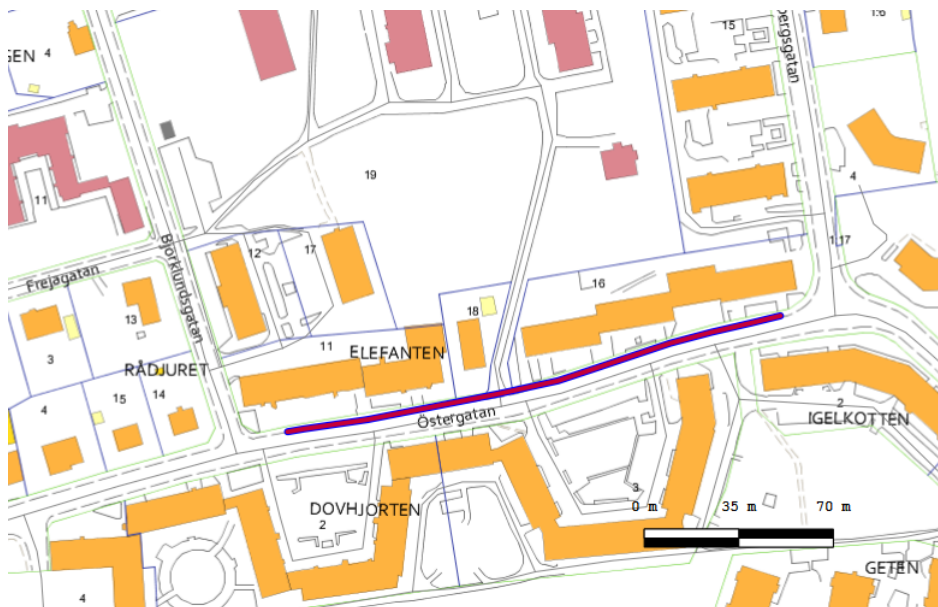 15
1:6
4
GEN
bergsgatan
19
11
4
Björklundsgatan
12
17
1:17
Frejagatan
16
13
18
3
11
ELEFANTEN
RÅDJURET
14
15
4
2
Östergatan
IGELKOTTEN
3
DOVHJORTEN
2
0 m 35 m 70 m
GETEN
4